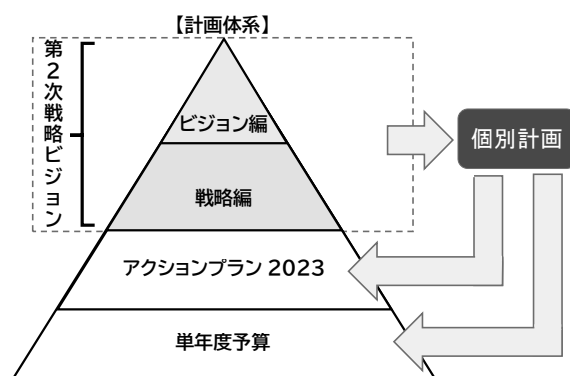 【計画体系】
第2次戦略ビジョン
ビジョン編
個別計画
戦略編
アクションプラン 2023
単年度予算